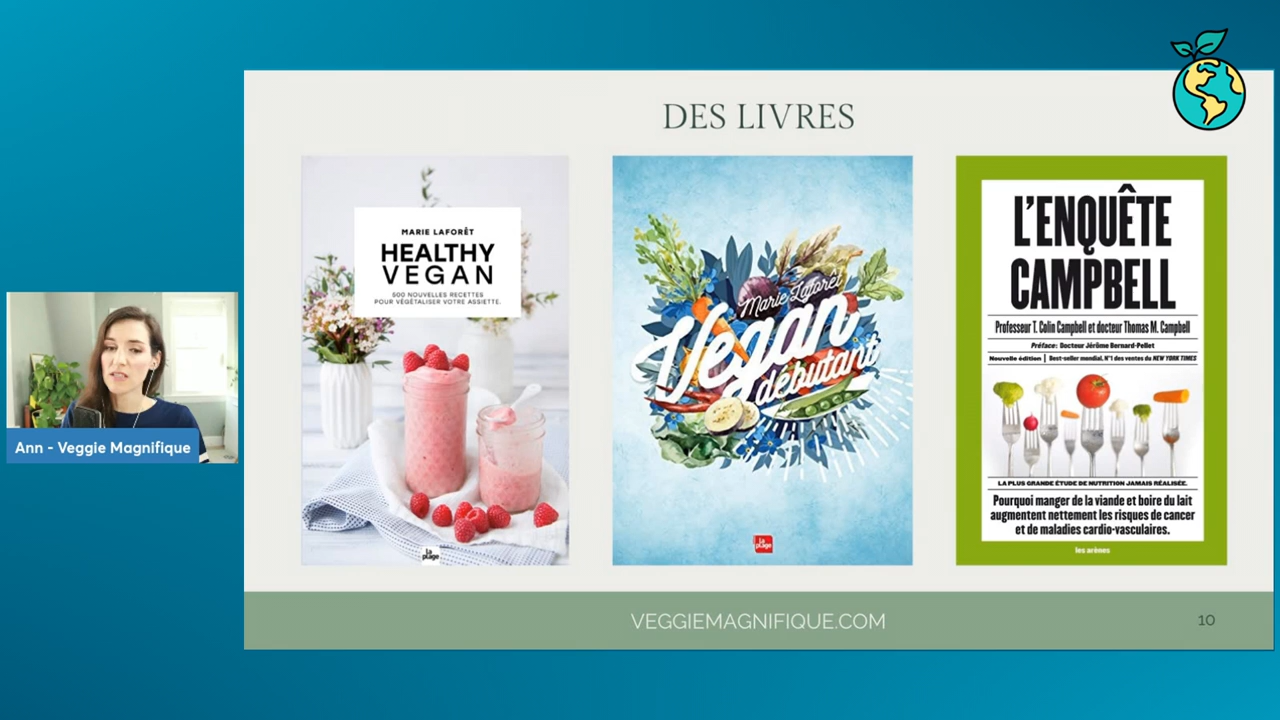 DES LIVRES
MARIE LAFORÊT
HEALTHY
VEGAN
500 NOUVELLES RECETTES
POUR VÉGÉTALISER VOTRE ASSIETTE.
la
plage
Marie Laforêt
Vegan
débutant
la
plage
L'ENQUÊTE
CAMPBELL
Professeur T. Colin Campbell et docteur Thomas M. Campbell
Préface: Docteur Jérôme Bernard-Pellet
Nouvelle édition | Best-seller mondial, N°1 des ventes du NEW YORK TIMES
LA PLUS GRANDE ÉTUDE DE NUTRITION JAMAIS RÉALISÉE.
Pourquoi manger de la viande et boire du lait
augmentent nettement les risques de cancer
et de maladies cardio-vasculaires.
les arènes
Ann - Veggie Magnifique
VEGGIEMAGNIFIQUE.COM
10